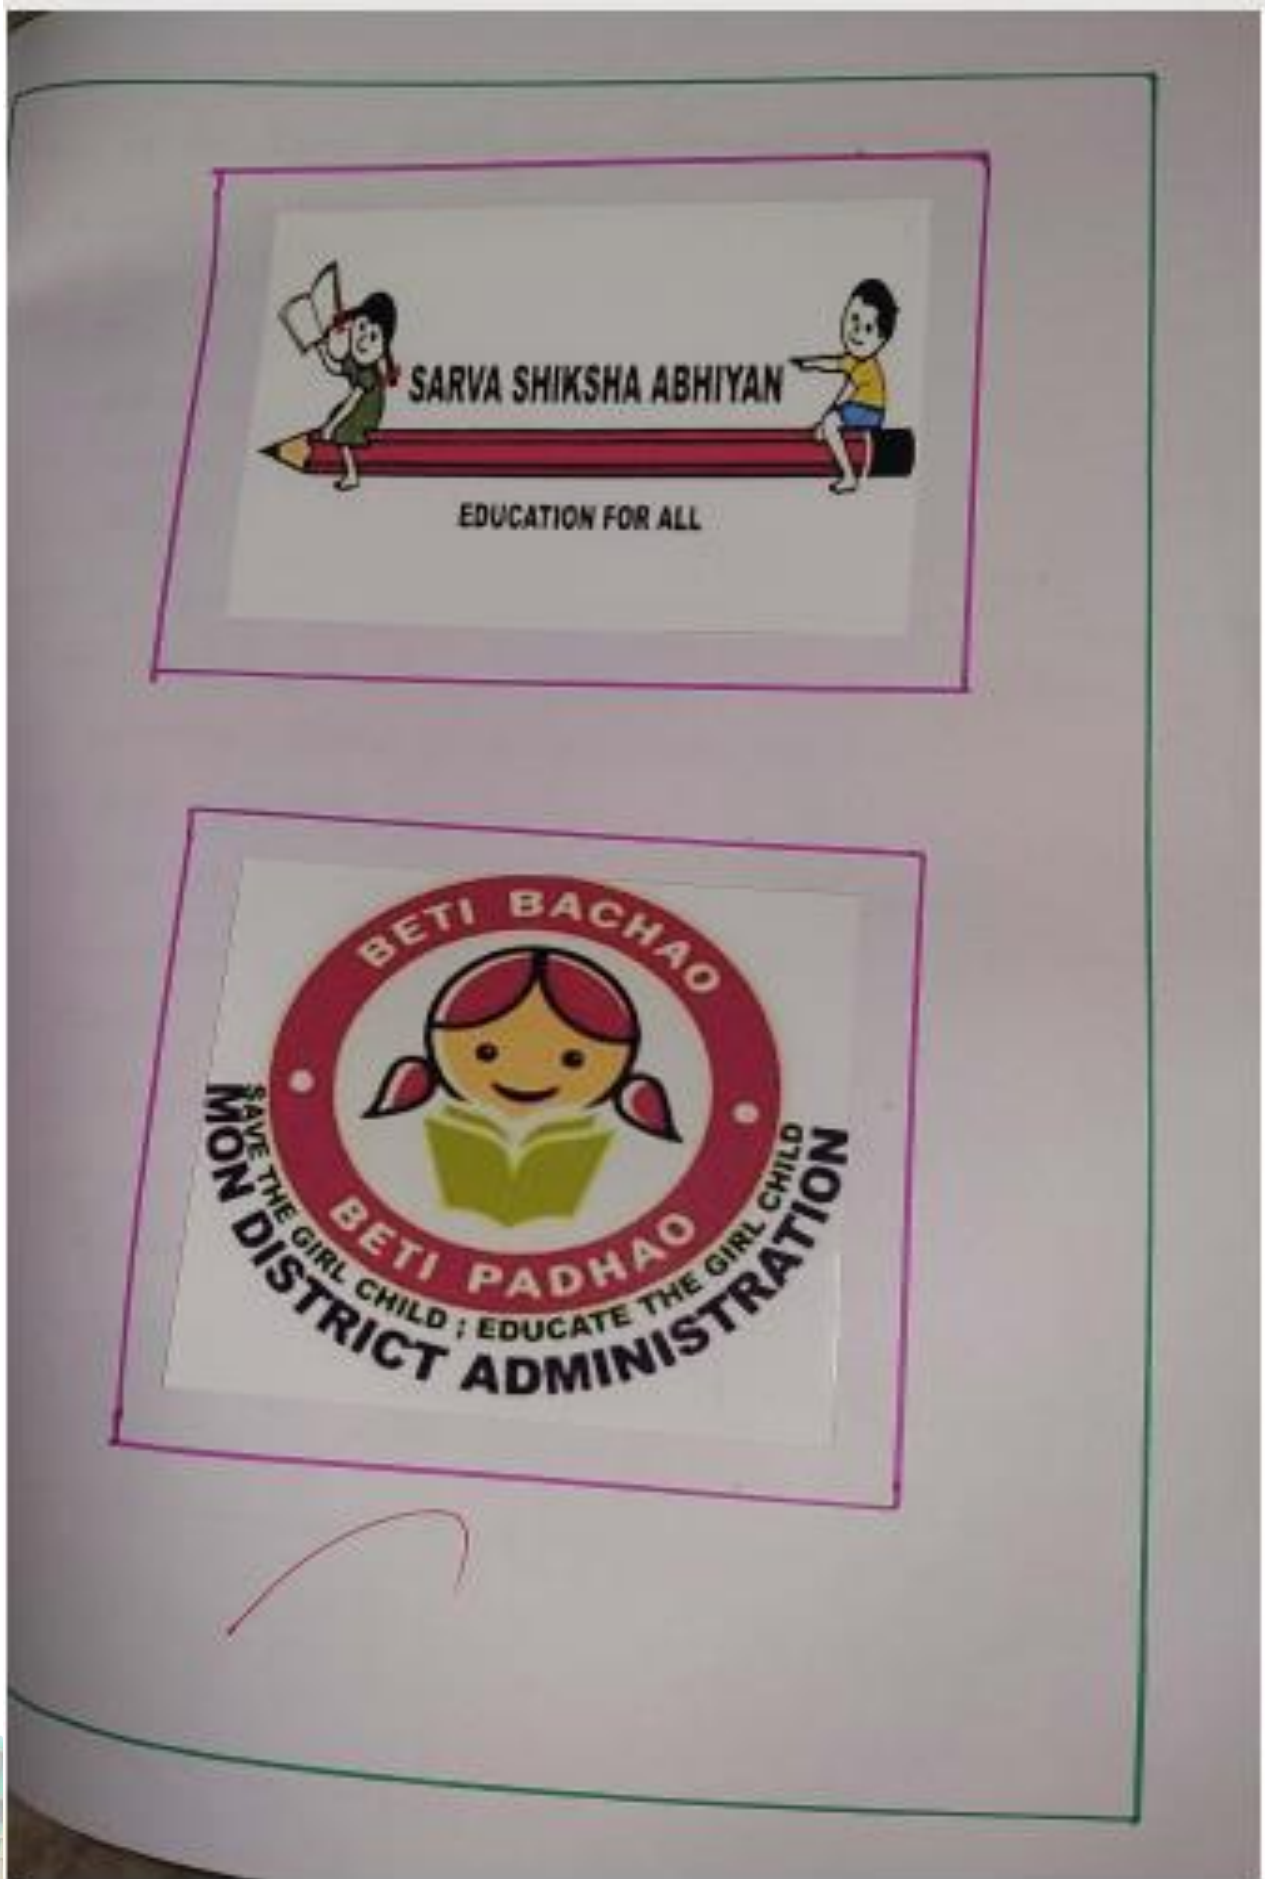 SARVA SHIKSHA ABHIYAN
EDUCATION FOR ALL
BETI BACHAO
BETI PADHAO
SAVE THE GIRL CHILD ; EDUCATE THE GIRL CHILD
MON DISTRICT ADMINISTRATION